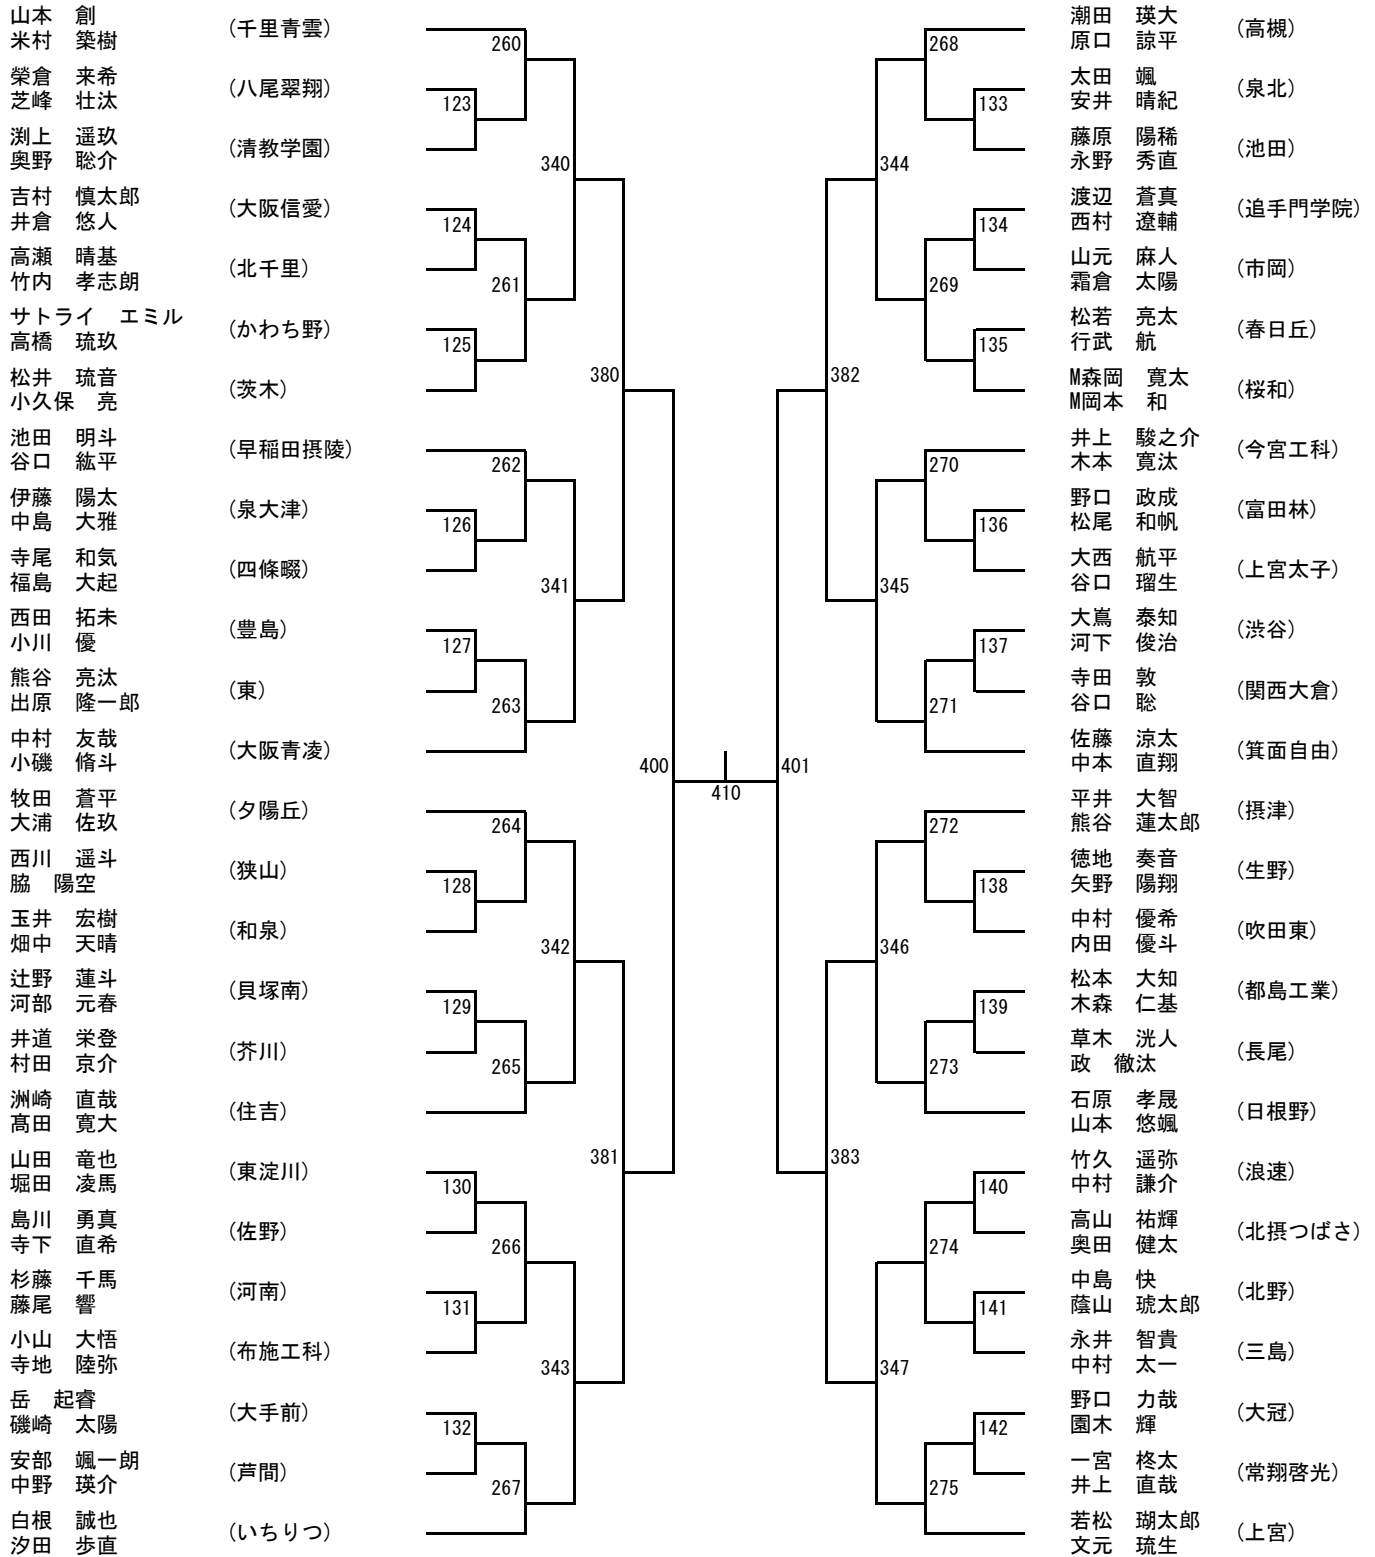 山本　創
米村　築樹
(千里青雲)
榮倉　来希
芝峰　壮汰
(八尾翠翔)
渕上　遥玖
奥野　聡介
(清教学園)
吉村　慎太郎
井倉　悠人
(大阪信愛)
高瀬　晴基
竹内　孝志朗
(北千里)
サトライ　エミル
高橋　琉玖
(かわち野)
松井　琉音
小久保　亮
(茨木)
池田　明斗
谷口　紘平
(早稲田摂陵)
伊藤　陽太
中島　大雅
(泉大津)
寺尾　和気
福島　大起
(四條畷)
西田　拓未
小川　優
(豊島)
熊谷　亮汰
出原　隆一郎
(東)
中村　友哉
小磯　脩斗
(大阪青凌)
牧田　蒼平
大浦　佐玖
(夕陽丘)
西川　遥斗
脇　陽空
(狭山)
玉井　宏樹
畑中　天晴
(和泉)
辻野　蓮斗
河部　元春
(貝塚南)
井道　栄登
村田　京介
(芥川)
洲崎　直哉
髙田　寛大
(住吉)
山田　竜也
堀田　凌馬
(東淀川)
島川　勇真
寺下　直希
(佐野)
杉藤　千馬
藤尾　響
(河南)
小山　大悟
寺地　陸弥
(布施工科)
岳　起睿
磯崎　太陽
(大手前)
安部　颯一朗
中野　瑛介
(芦間)
白根　誠也
汐田　歩直
(いちりつ)
260
123
340
124
261
125
380
262
126
341
127
263
400
264
128
342
129
265
381
130
266
131
343
132
267
410
268
133
344
134
269
135
382
270
136
345
137
271
401
272
138
346
139
273
383
140
274
141
347
142
275
潮田　瑛大
原口　諒平
(高槻)
太田　颯
安井　晴紀
(泉北)
藤原　陽稀
永野　秀直
(池田)
渡辺　蒼真
西村　遼輔
(追手門学院)
山元　麻人
霜倉　太陽
(市岡)
松若　亮太
行武　航
(春日丘)
M森岡　寛太
M岡本　和
(桜和)
井上　駿之介
木本　寛汰
(今宮工科)
野口　政成
松尾　和帆
(富田林)
大西　航平
谷口　瑠生
(上宮太子)
大嶌　泰知
河下　俊治
(渋谷)
寺田　敦
谷口　聡
(関西大倉)
佐藤　涼太
中本　直翔
(箕面自由)
平井　大智
熊谷　蓮太郎
(摂津)
徳地　奏音
矢野　陽翔
(生野)
中村　優希
内田　優斗
(吹田東)
松本　大知
木森　仁基
(都島工業)
草木　洸人
政　徹汰
(長尾)
石原　孝晟
山本　悠颯
(日根野)
竹久　遥弥
中村　謙介
(浪速)
高山　祐輝
奥田　健太
(北摂つばさ)
中島　快
蔭山　琥太郎
(北野)
永井　智貴
中村　太一
(三島)
野口　力哉
園木　輝
(大冠)
一宮　柊太
井上　直哉
(常翔啓光)
若松　瑚太郎
文元　琉生
(上宮)